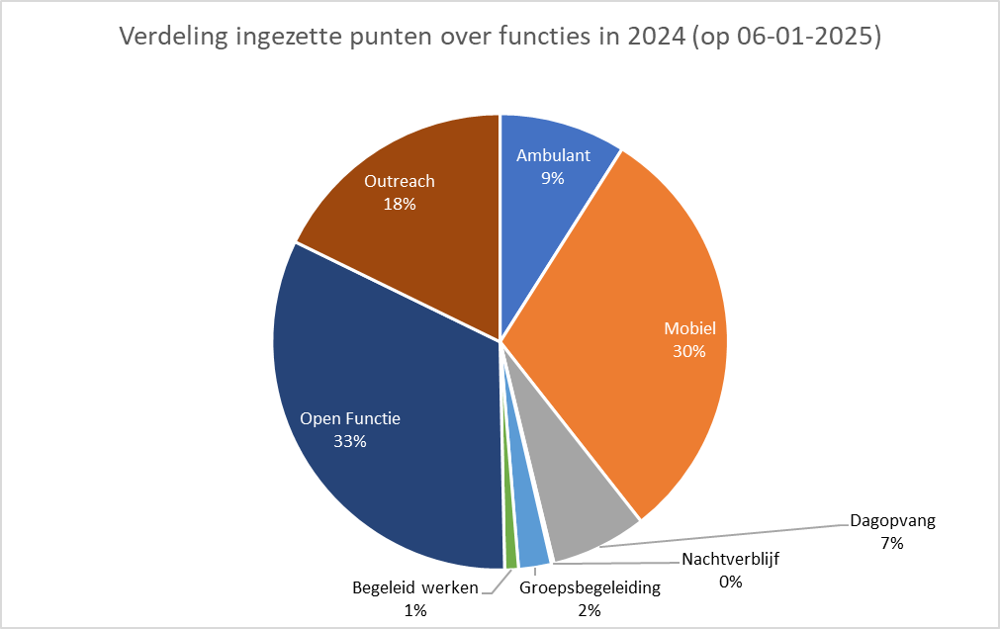 Verdeling ingezette punten over functies in 2024 (op 06-01-2025)
Ambulant
9%
Mobiel
30%
Dagopvang
7%
Nachtverblijf
0%
Groepsbegeleiding
2%
Begeleid werken
1%
Open Functie
33%
Outreach
18%